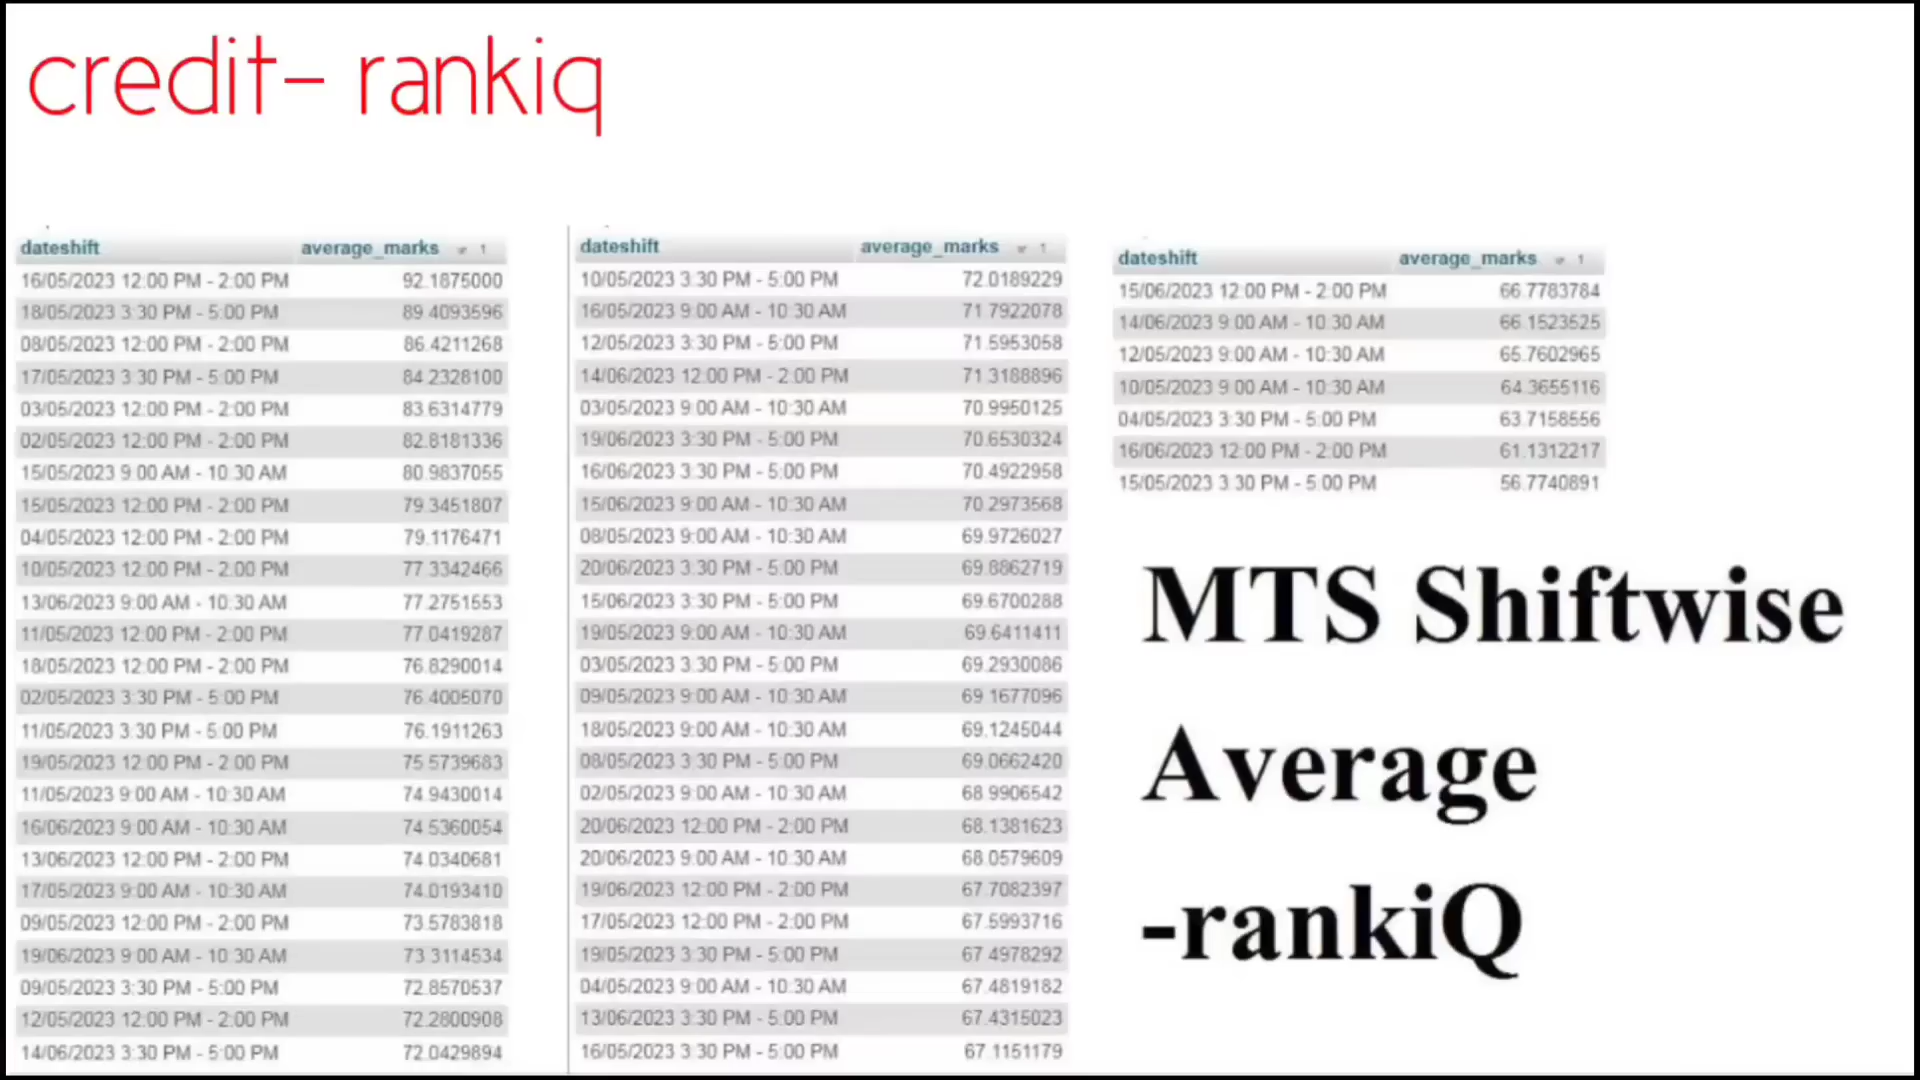 credit- rankiq
dateshift average_marks 1
16/05/2023 12:00 PM - 2:00 PM 92.1875000
18/05/2023 3:30 PM - 5:00 PM 89.4093596
08/05/2023 12:00 PM - 2:00 PM 86.4211268
17/05/2023 3:30 PM - 5:00 PM 84.2328100
03/05/2023 12:00 PM - 2:00 PM 83.6314779
02/05/2023 12:00 PM - 2:00 PM 82.8181336
15/05/2023 9:00 AM - 10:30 AM 80.9837055
15/05/2023 12:00 PM - 2:00 PM 79.3451807
04/05/2023 12:00 PM - 2:00 PM 79.1176471
10/05/2023 12:00 PM - 2:00 PM 77.3342466
13/06/2023 9:00 AM - 10:30 AM 77.2751553
11/05/2023 12:00 PM - 2:00 PM 77.0419287
18/05/2023 12:00 PM - 2:00 PM 76.8290014
02/05/2023 3:30 PM - 5:00 PM 76.4005070
11/05/2023 3:30 PM - 5:00 PM 76.1911263
19/05/2023 12:00 PM - 2:00 PM 75.5739683
11/05/2023 9:00 AM - 10:30 AM 74.9430014
16/06/2023 9:00 AM - 10:30 AM 74.5360054
13/06/2023 12:00 PM - 2:00 PM 74.0340681
17/05/2023 9:00 AM - 10:30 AM 74.0193410
09/05/2023 12:00 PM - 2:00 PM 73.5783818
19/06/2023 9:00 AM - 10:30 AM 73.3114534
09/05/2023 3:30 PM - 5:00 PM 72.8570537
12/05/2023 12:00 PM - 2:00 PM 72.2800908
14/06/2023 3:30 PM - 5:00 PM 72.0429894
dateshift average_marks 1
10/05/2023 3:30 PM - 5:00 PM 72.0189229
16/05/2023 9:00 AM - 10:30 AM 71.7922078
12/05/2023 3:30 PM - 5:00 PM 71.5953058
14/06/2023 12:00 PM - 2:00 PM 71.3188896
03/05/2023 9:00 AM - 10:30 AM 70.9950125
19/06/2023 3:30 PM - 5:00 PM 70.6530324
16/06/2023 3:30 PM - 5:00 PM 70.4922958
15/06/2023 9:00 AM - 10:30 AM 70.2973568
08/05/2023 9:00 AM - 10:30 AM 69.9726027
20/06/2023 3:30 PM - 5:00 PM 69.8862719
15/06/2023 3:30 PM - 5:00 PM 69.6700288
19/05/2023 9:00 AM - 10:30 AM 69.6411411
03/05/2023 3:30 PM - 5:00 PM 69.2930086
09/05/2023 9:00 AM - 10:30 AM 69.1677096
18/05/2023 9:00 AM - 10:30 AM 69.1245044
08/05/2023 3:30 PM - 5:00 PM 69.0662420
02/05/2023 9:00 AM - 10:30 AM 68.9906542
20/06/2023 12:00 PM - 2:00 PM 68.1381623
20/06/2023 9:00 AM - 10:30 AM 68.0579609
19/06/2023 12:00 PM - 2:00 PM 67.7082397
17/05/2023 12:00 PM - 2:00 PM 67.5993716
19/05/2023 3:30 PM - 5:00 PM 67.4978292
04/05/2023 9:00 AM - 10:30 AM 67.4819182
13/06/2023 3:30 PM - 5:00 PM 67.4315023
16/05/2023 3:30 PM - 5:00 PM 67.1151179
dateshift average_marks 1
15/06/2023 12:00 PM - 2:00 PM 66.7783784
14/06/2023 9:00 AM - 10:30 AM 66.1523525
12/05/2023 9:00 AM - 10:30 AM 65.7602965
10/05/2023 9:00 AM - 10:30 AM 64.3655116
04/05/2023 3:30 PM - 5:00 PM 63.7158556
16/06/2023 12:00 PM - 2:00 PM 61.1312217
15/05/2023 3:30 PM - 5:00 PM 56.7740891
MTS Shiftwise
Average
-rankiQ